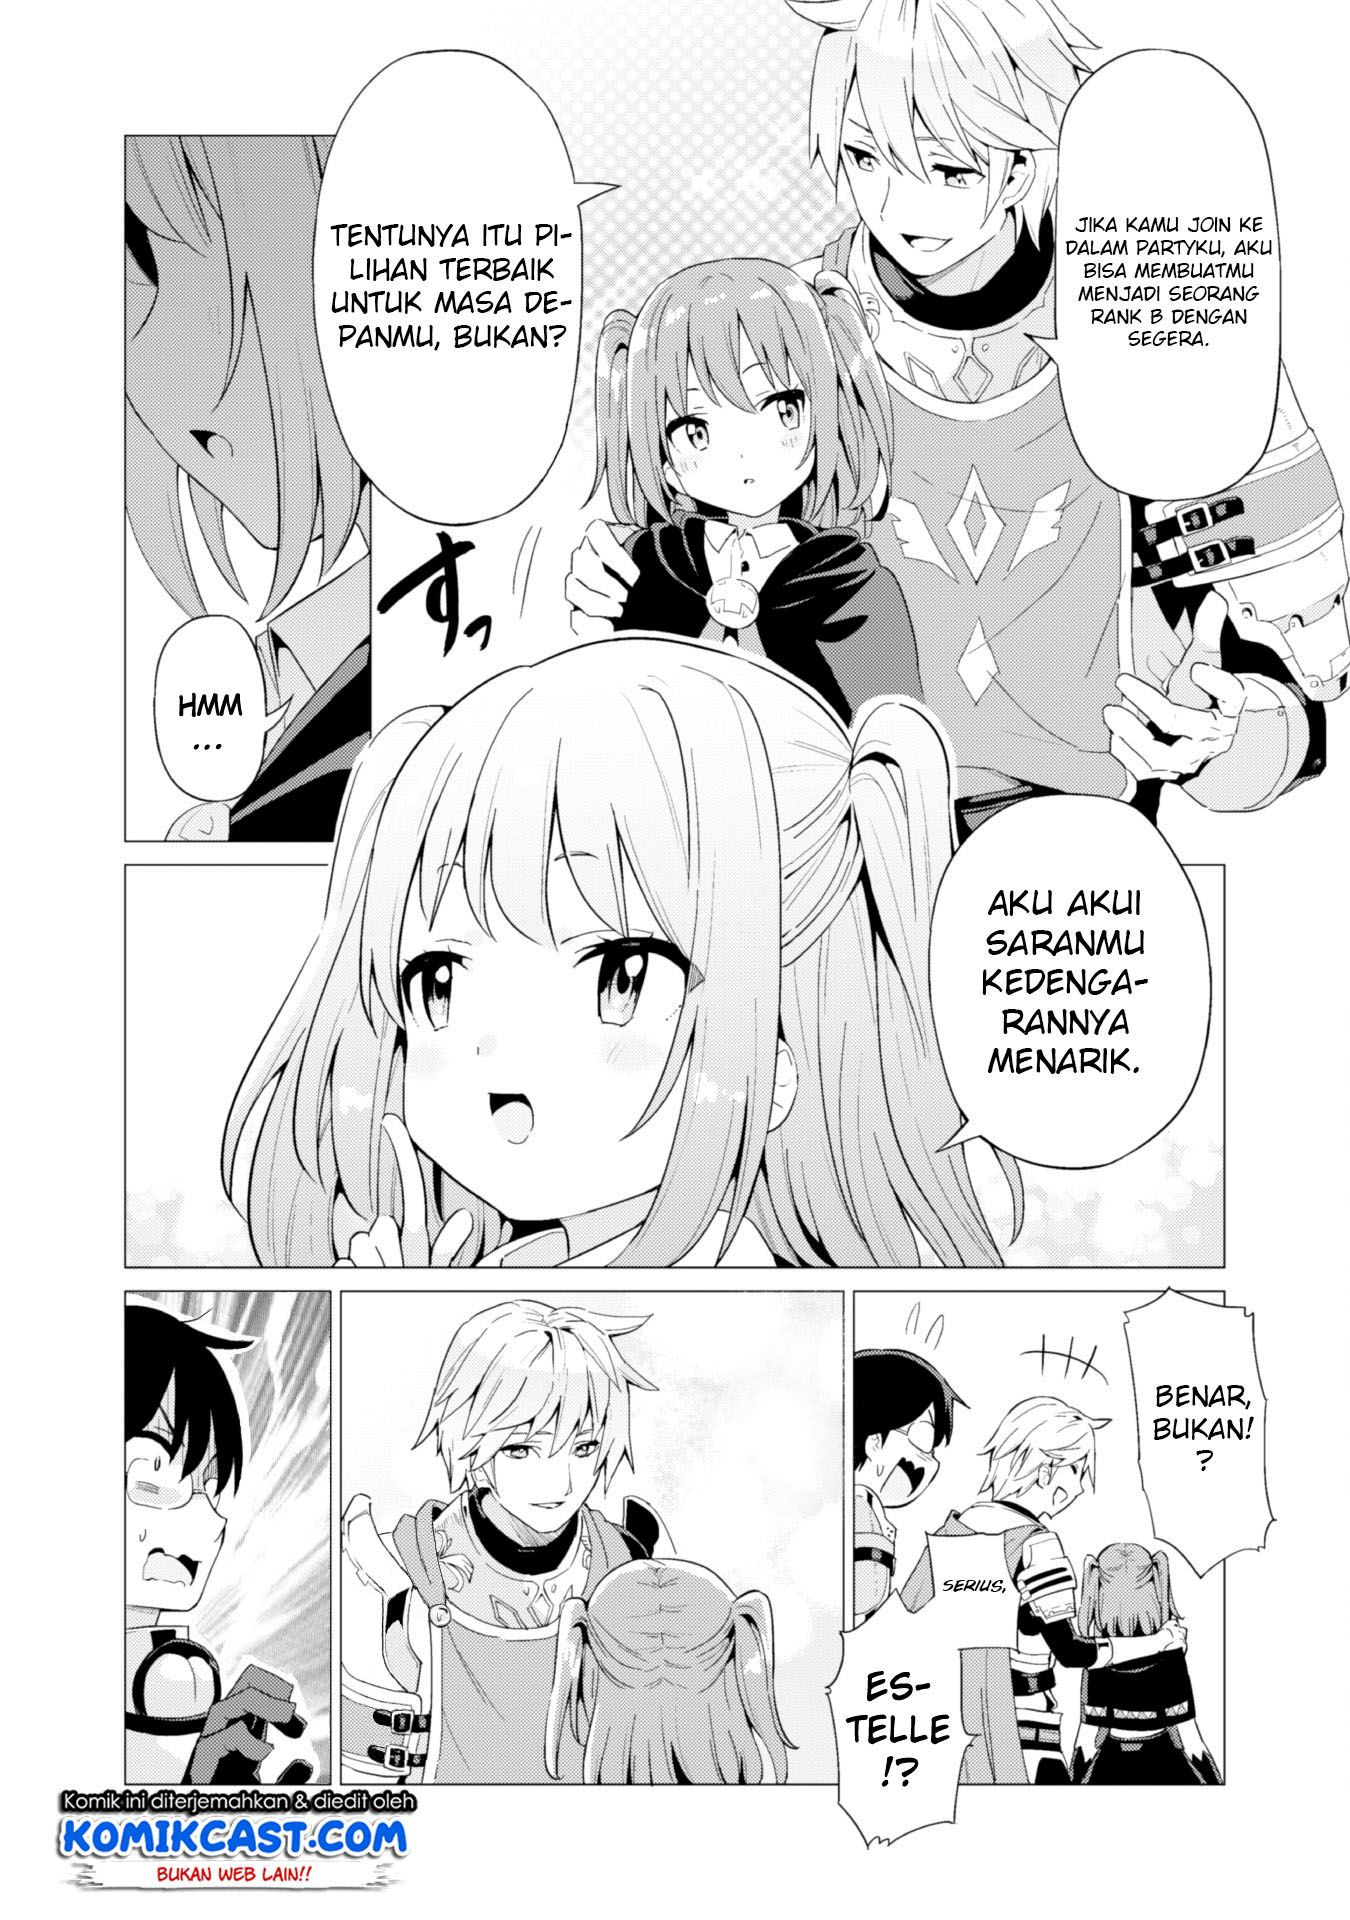 JIKA KAMU JOIN KE
DALAM PARTYKU, AKU
BISA MEMBUATMU
MENJADI SEORANG
RANK B DENGAN
SEGERA.
TENTUNYA ITU PI-
LIHAN TERBAIK
UNTUK MASA DE-
PANMU, BUKAN?
すっ
HMM
...
AKU AKUI
SARANMU
KEDENGA-
RANNYA
MENARIK.
BENAR,
BUKAN!
?
SERIUS,
ES-
TELLE
!?
Komik ini diterjemahkan & diedit oleh
KOMIKCAST.COM
BUKAN WEB LAIN!!